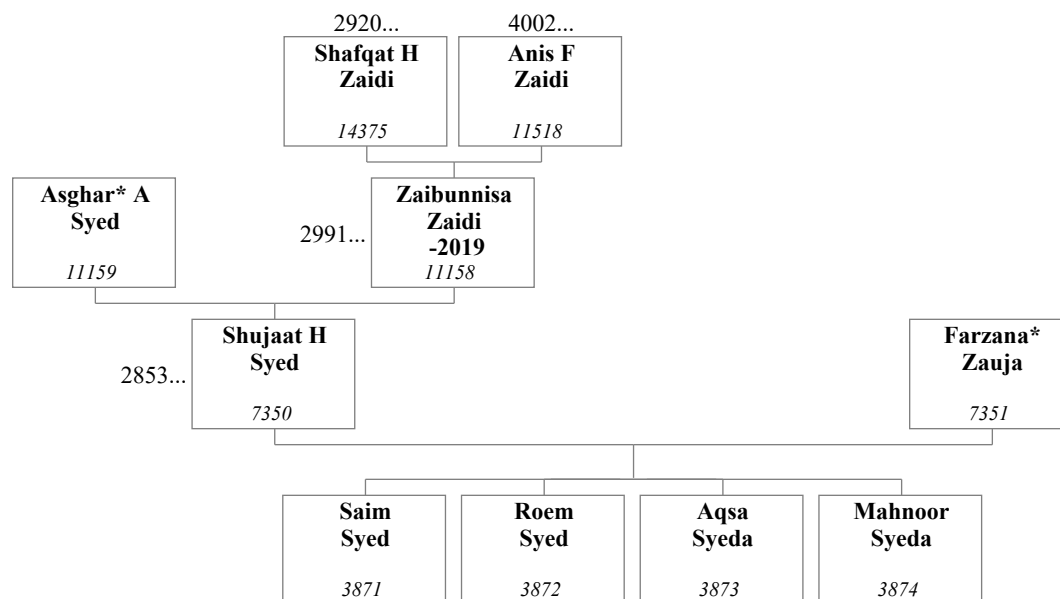 2920...
4002...
Shafqat H
Zaidi
14375
Anis F
Zaidi
11518
Asghar* A
Syed
11159
2991...
Zaibunnisa
Zaidi
-2019
11158
2853...
Shujaat H
Syed
7350
Farzana*
Zauja
7351
Saim
Syed
3871
Roem
Syed
3872
Aqsa
Syeda
3873
Mahnoor
Syeda
3874